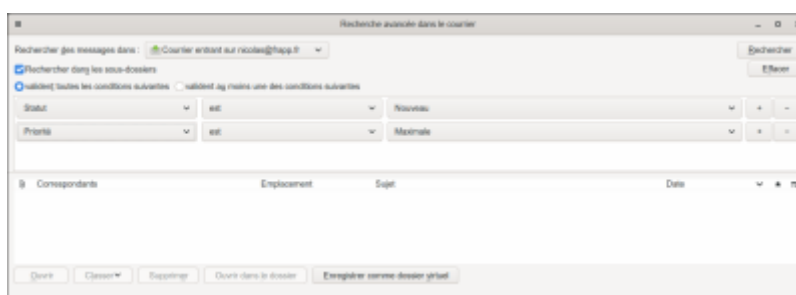 Recherche avancée dans le courrier
Rechercher des messages dans : Courrier entrant sur nicolas@ Rechercher
Rechercher dans les sous-dossiers Effacer
valident toutes les conditions suivantes valident au moins une des conditions suivantes
Statut est Nouveau + -
Priorité est Maximale + -
Correspondants Emplacement Sujet Date
Ouvrir Classer Supprimer Ouvrir dans le dossier Enregistrer comme dossier virtuel